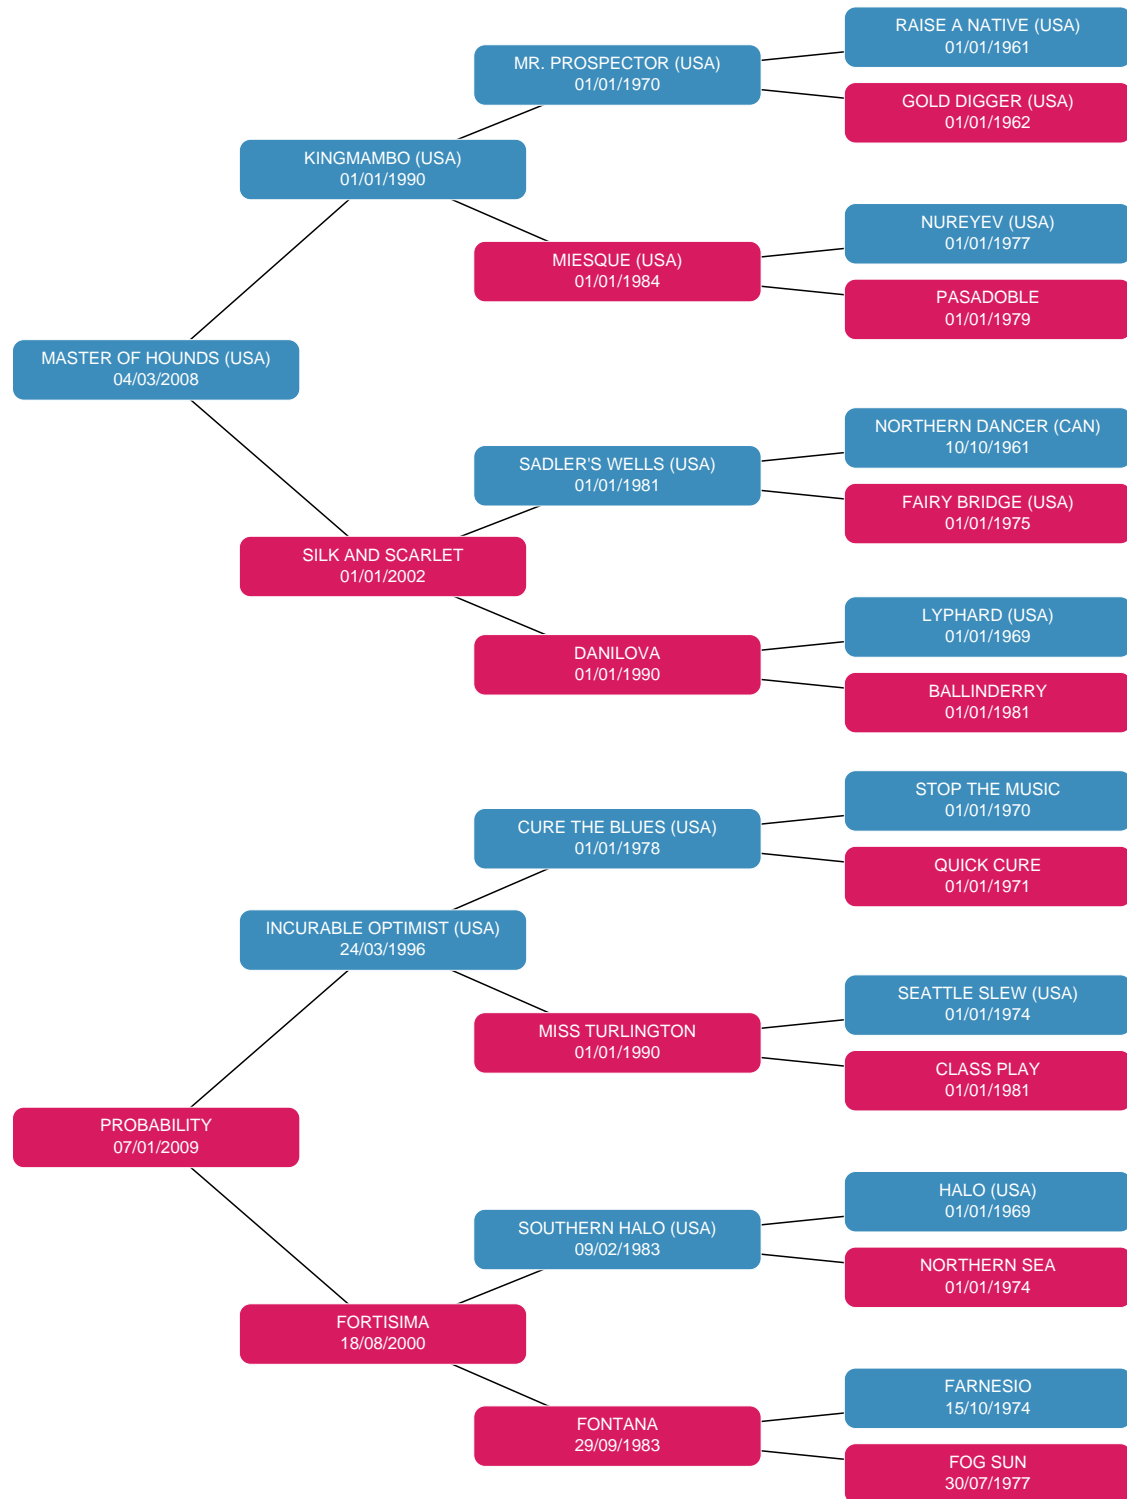 RAISE A NATIVE (USA)
01/01/1961
MR. PROSPECTOR (USA)
01/01/1970
GOLD DIGGER (USA)
01/01/1962
KINGMAMBO (USA)
01/01/1990
NUREYEV (USA)
01/01/1977
MIESQUE (USA)
01/01/1984
PASADOBLE
01/01/1979
MASTER OF HOUNDS (USA)
04/03/2008
NORTHERN DANCER (CAN)
10/10/1961
SADLER'S WELLS (USA)
01/01/1981
FAIRY BRIDGE (USA)
01/01/1975
SILK AND SCARLET
01/01/2002
LYPHARD (USA)
01/01/1969
DANILOVA
01/01/1990
BALLINDERRY
01/01/1981
STOP THE MUSIC
01/01/1970
CURE THE BLUES (USA)
01/01/1978
QUICK CURE
01/01/1971
INCURABLE OPTIMIST (USA)
24/03/1996
SEATTLE SLEW (USA)
01/01/1974
MISS TURLINGTON
01/01/1990
CLASS PLAY
01/01/1981
PROBABILITY
07/01/2009
HALO (USA)
01/01/1969
SOUTHERN HALO (USA)
09/02/1983
NORTHERN SEA
01/01/1974
FORTISIMA
18/08/2000
FARNESIO
15/10/1974
FONTANA
29/09/1983
FOG SUN
30/07/1977